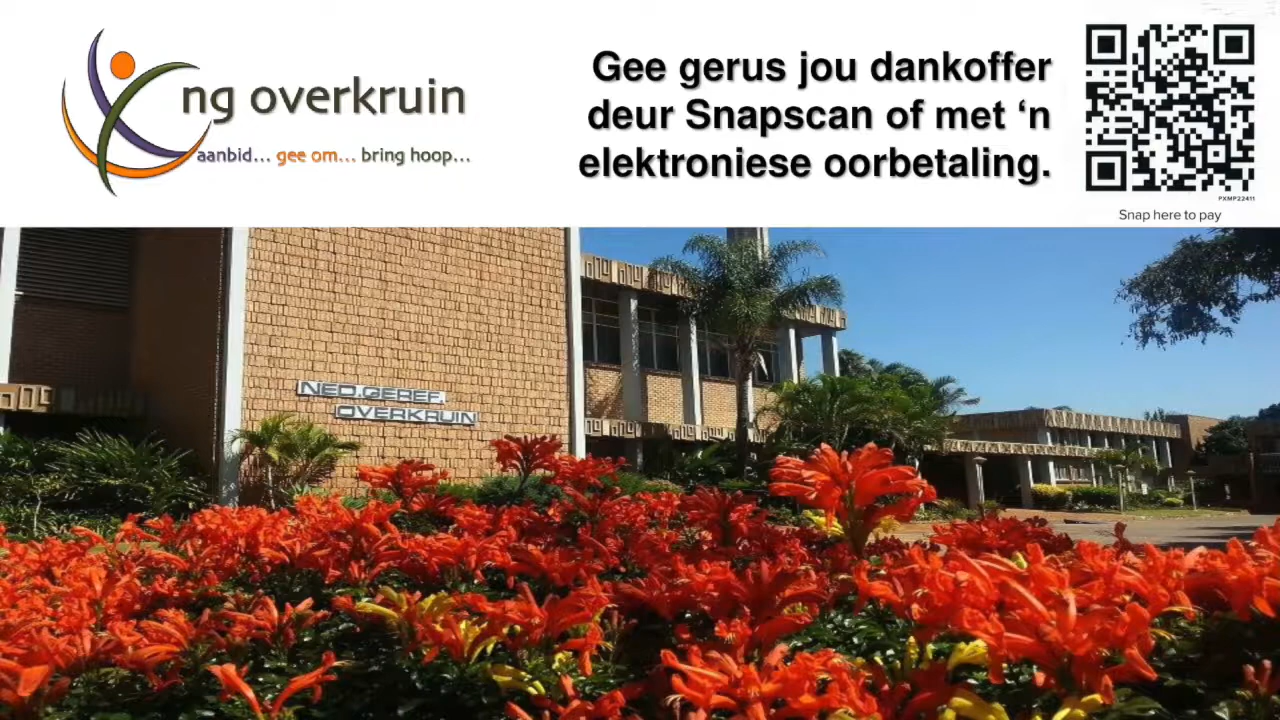 ng overkruin
aanbid... gee om... bring hoop...
Gee gerus jou dankoffer
deur Snapscan of met ‘n
elektroniese oorbetaling.
PXMP22411
Snap here to pay
NED.GEREF.
OVERKRUIN